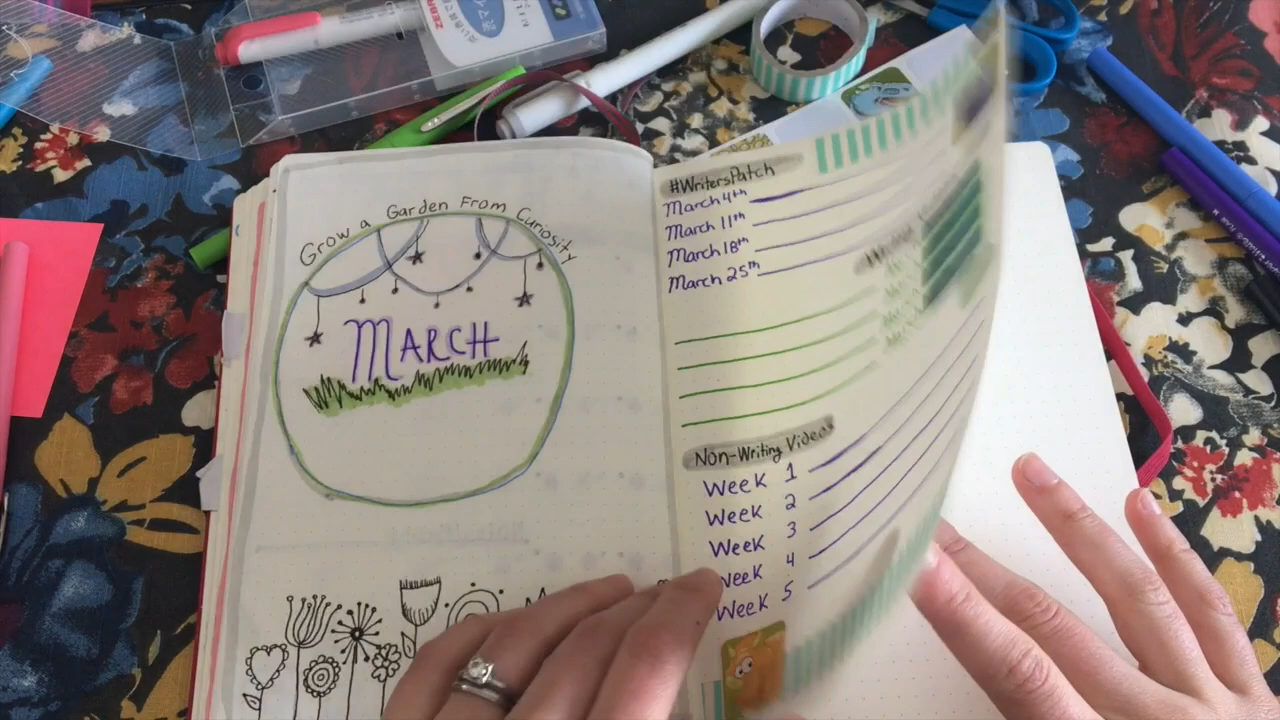 ZEBRA
Grow a Garden From Curiosity
MARCH
#WritersPatch
March 4th
March 11th
March 18th
March 25th
Non-Writing Videos
Week 1
Week 2
Week 3
Week 4
Week 5